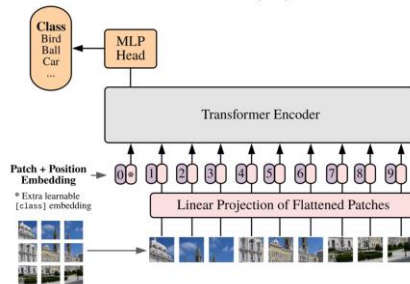 Class
Bird
Ball
Car
...
MLP
Head
Transformer Encoder
Patch + Position
Embedding
0 * 1 2 3 4 5 6 7 8 9
* Extra learnable
[class] embedding
Linear Projection of Flattened Patches